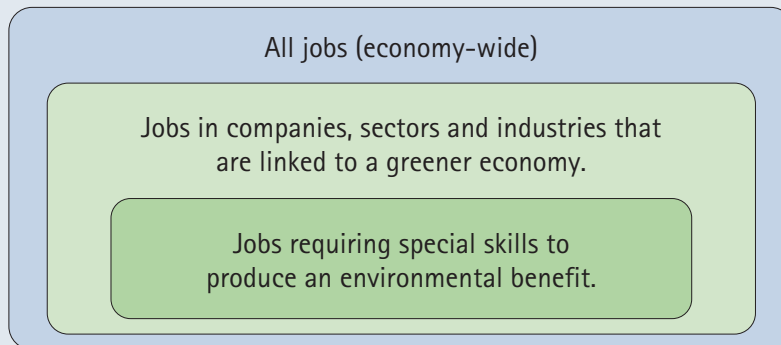 All jobs (economy-wide)
Jobs in companies, sectors and industries that
are linked to a greener economy.
Jobs requiring special skills to
produce an environmental benefit.